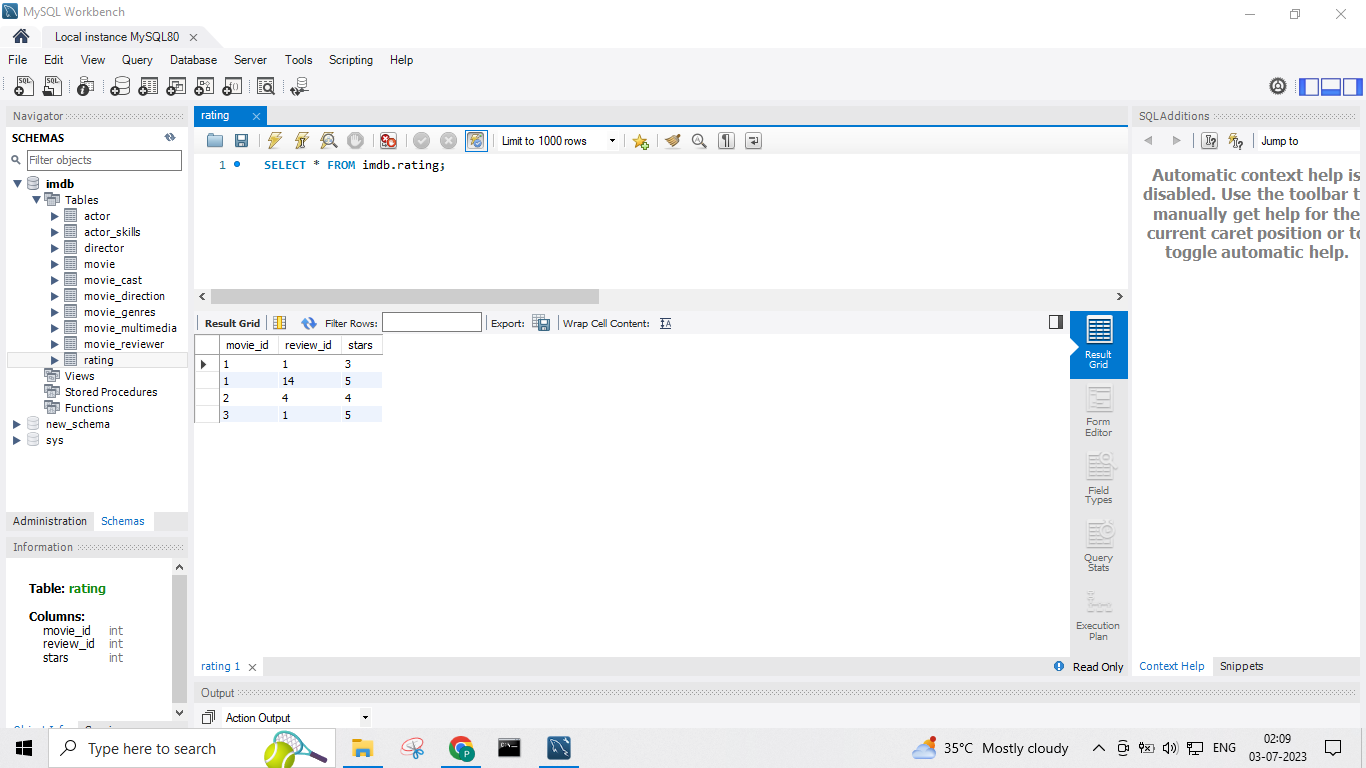 MySQL Workbench
Local instance MySQL80
File Edit View Query Database Server Tools Scripting Help
Navigator
SCHEMAS
Filter objects
imdb
Tables
actor
actor_skills
director
movie
movie_cast
movie_direction
movie_genres
movie_multimedia
movie_reviewer
rating
Views
Stored Procedures
Functions
new_schema
sys
Administration Schemas
Information
Table: rating
Columns:
movie_id int
review_id int
stars int
rating
Limit to 1000 rows
1 SELECT * FROM imdb.rating;
Result Grid Filter Rows: Export: Wrap Cell Content:
movie_id review_id stars
1 1 3
1 14 5
2 4 4
3 1 5
Result
Grid
Form
Editor
Field
Types
Query
Stats
Execution
Plan
rating 1
Read Only
Output
Action Output
SQLAdditions
Jump to
Automatic context help is
disabled. Use the toolbar t
manually get help for the
current caret position or to
toggle automatic help.
Context Help Snippets
Type here to search
35°C Mostly cloudy
ENG
02:09
03-07-2023